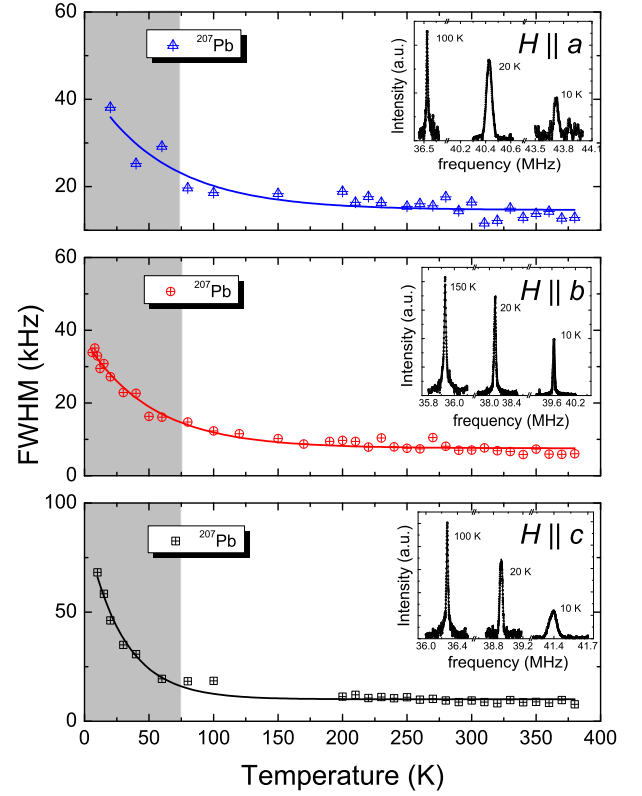 60
40
20
²⁰⁷Pb
Intensity (a.u.)
100 K
20 K
10 K
H || a
36.5 40.2 40.4 40.6 43.5 43.8 44.1
frequency (MHz)
60
40
20
0
²⁰⁷Pb
Intensity (a.u.)
150 K
20 K
10 K
H || b
35.8 36.0 38.0 38.4 39.6 40.2
frequency (MHz)
FWHM (kHz)
100
50
0
²⁰⁷Pb
Intensity (a.u.)
100 K
20 K
10 K
H || c
36.0 36.4 38.8 39.2 41.4 41.7
frequency (MHz)
0 50 100 150 200 250 300 350 400
Temperature (K)